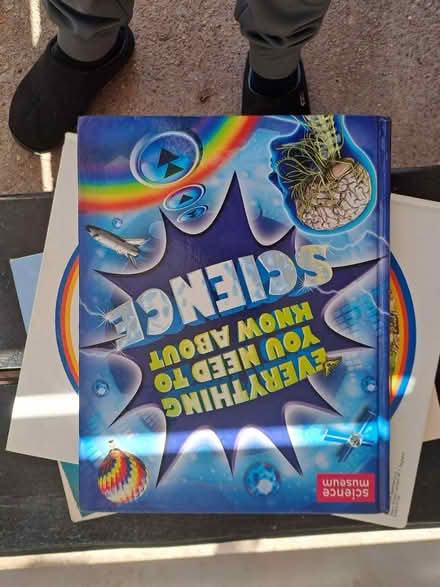 science
museum
EVERYTHING
YOU NEED TO
KNOW ABOUT
SCIENCE